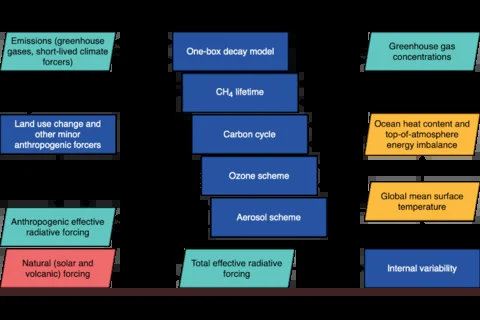 Emissions (greenhouse
gases, short-lived climate
forcers)
One-box decay model
Greenhouse gas
concentrations
CH₄ lifetime
Land use change and
other minor
anthropogenic forcers
Carbon cycle
Ocean heat content and
top-of-atmosphere
energy imbalance
Ozone scheme
Global mean surface
temperature
Aerosol scheme
Anthropogenic effective
radiative forcing
Natural (solar and
volcanic) forcing
Total effective radiative
forcing
Internal variability